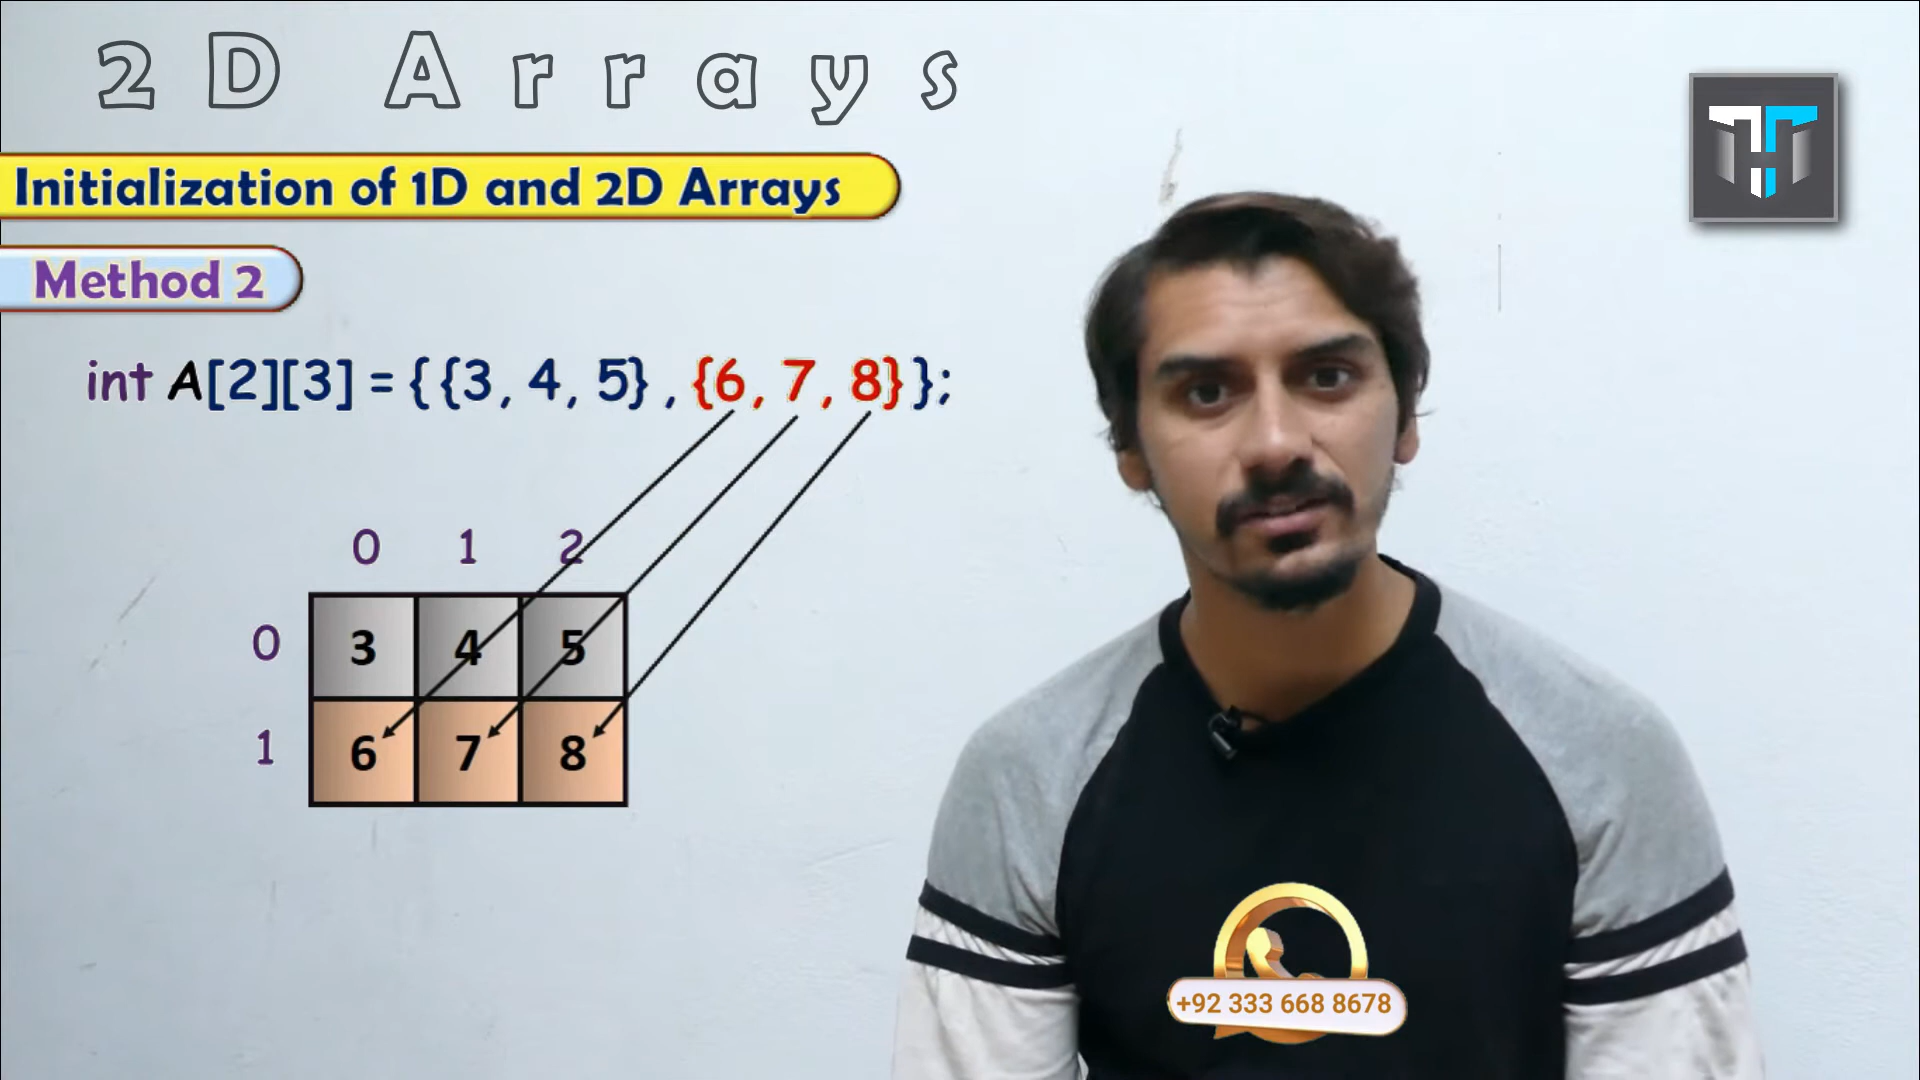 2D Arrays
Initialization of 1D and 2D Arrays
Method 2
int A[2][3] = { {3, 4, 5} , {6, 7, 8} };
0 1 2
0 3 4 5
1 6 7 8
+92 333 668 8678